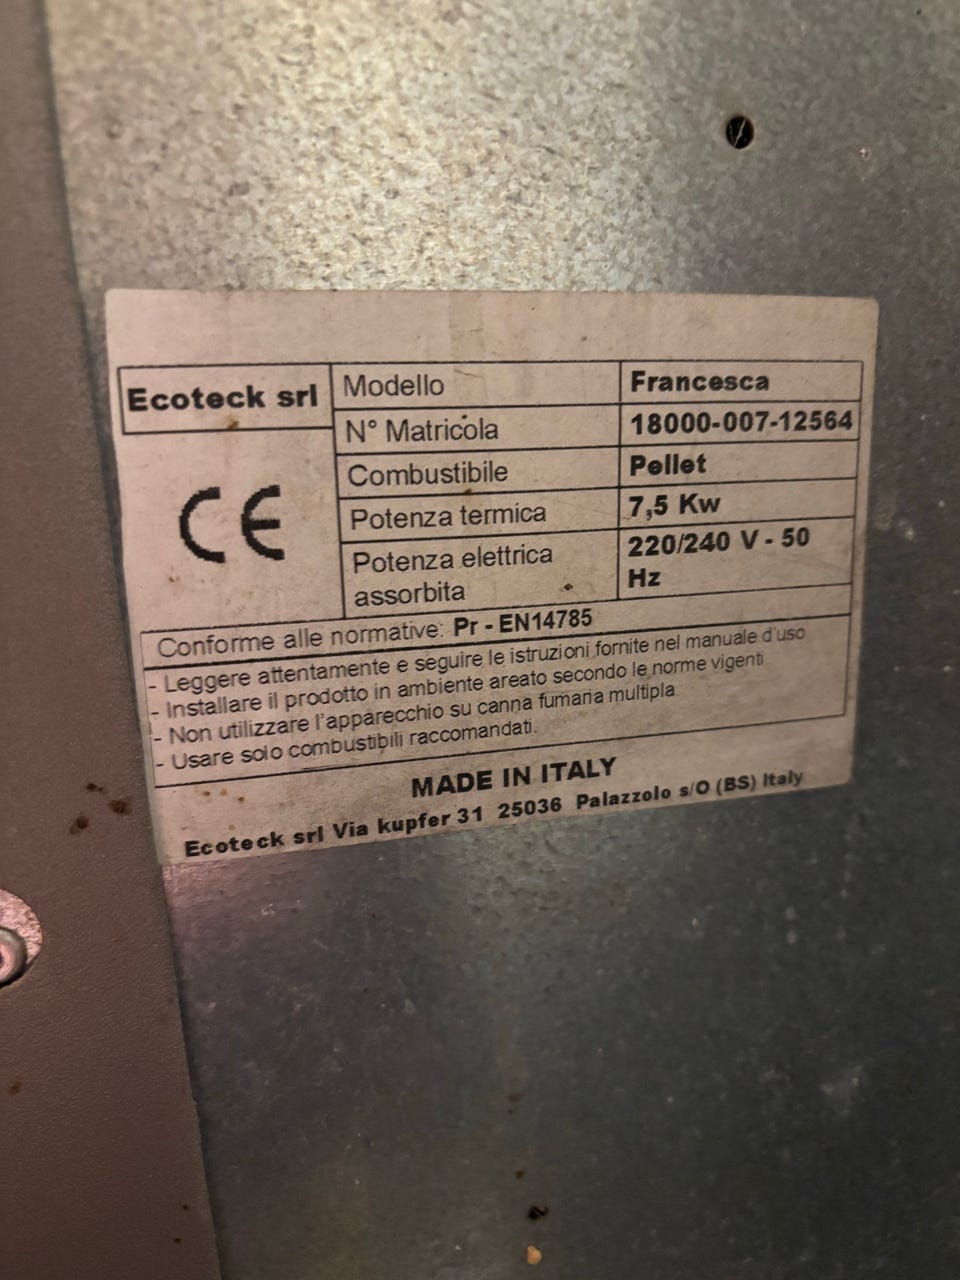 Ecoteck srl
CE
Modello Francesca
N° Matricola 18000-007-12564
Combustibile Pellet
Potenza termica 7,5 Kw
Potenza elettrica assorbita 220/240 V - 50 Hz
Conforme alle normative: Pr - EN14785
- Leggere attentamente e seguire le istruzioni fornite nel manuale d'uso
- Installare il prodotto in ambiente areato secondo le norme vigenti
- Non utilizzare l'apparecchio su canna fumaria multipla
- Usare solo combustibili raccomandati.
MADE IN ITALY
Ecoteck srl Via kupfer 31 25036 Palazzolo s/O (BS) Italy